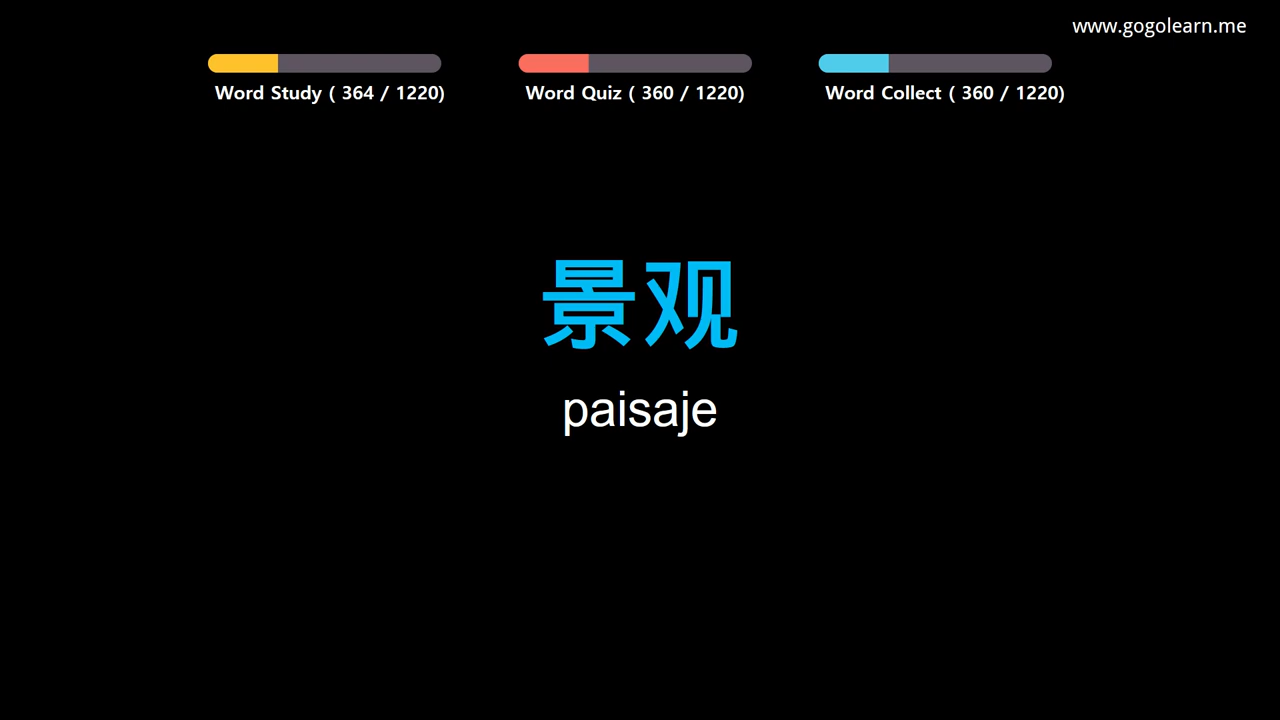 www.gogolearn.me
Word Study ( 364 / 1220)
Word Quiz ( 360 / 1220)
Word Collect ( 360 / 1220)
景观
paisaje